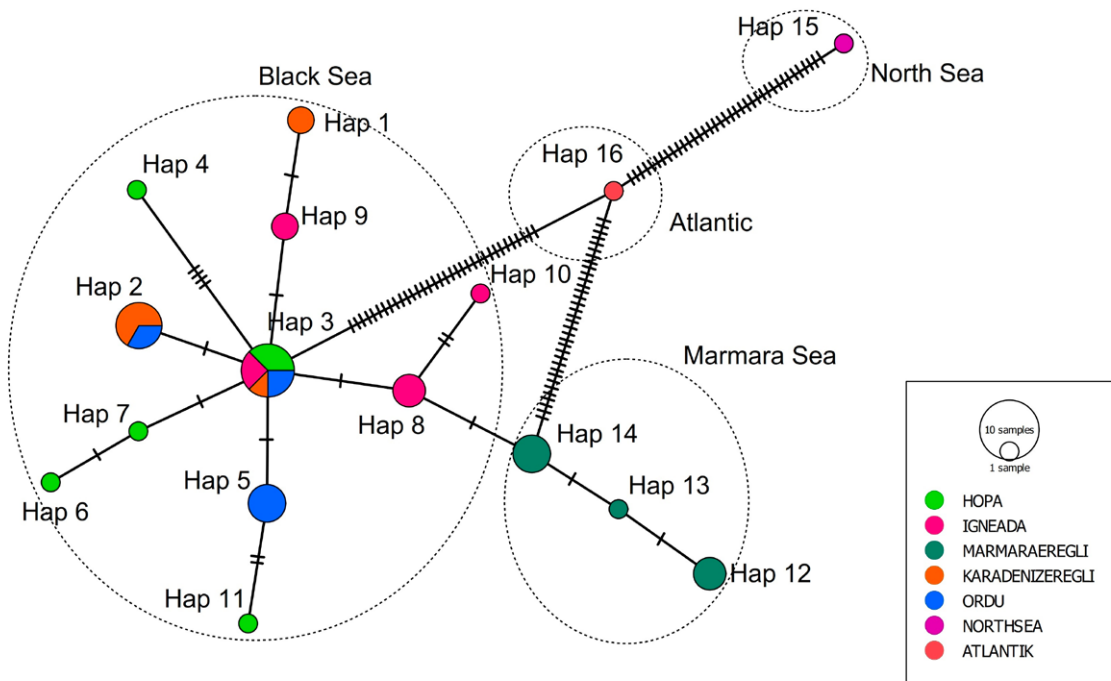 Hap 15
North Sea
Black Sea
Hap 1
Hap 4
Hap 16
Hap 9
Atlantic
Hap 10
Hap 2
Hap 3
Marmara Sea
Hap 7
Hap 8
Hap 14
Hap 5
Hap 13
Hap 6
Hap 12
Hap 11
10 samples
1 sample
HOPA
IGNEADA
MARMARAEREGLI
KARADENIZEREGLI
ORDU
NORTHSEA
ATLANTIK